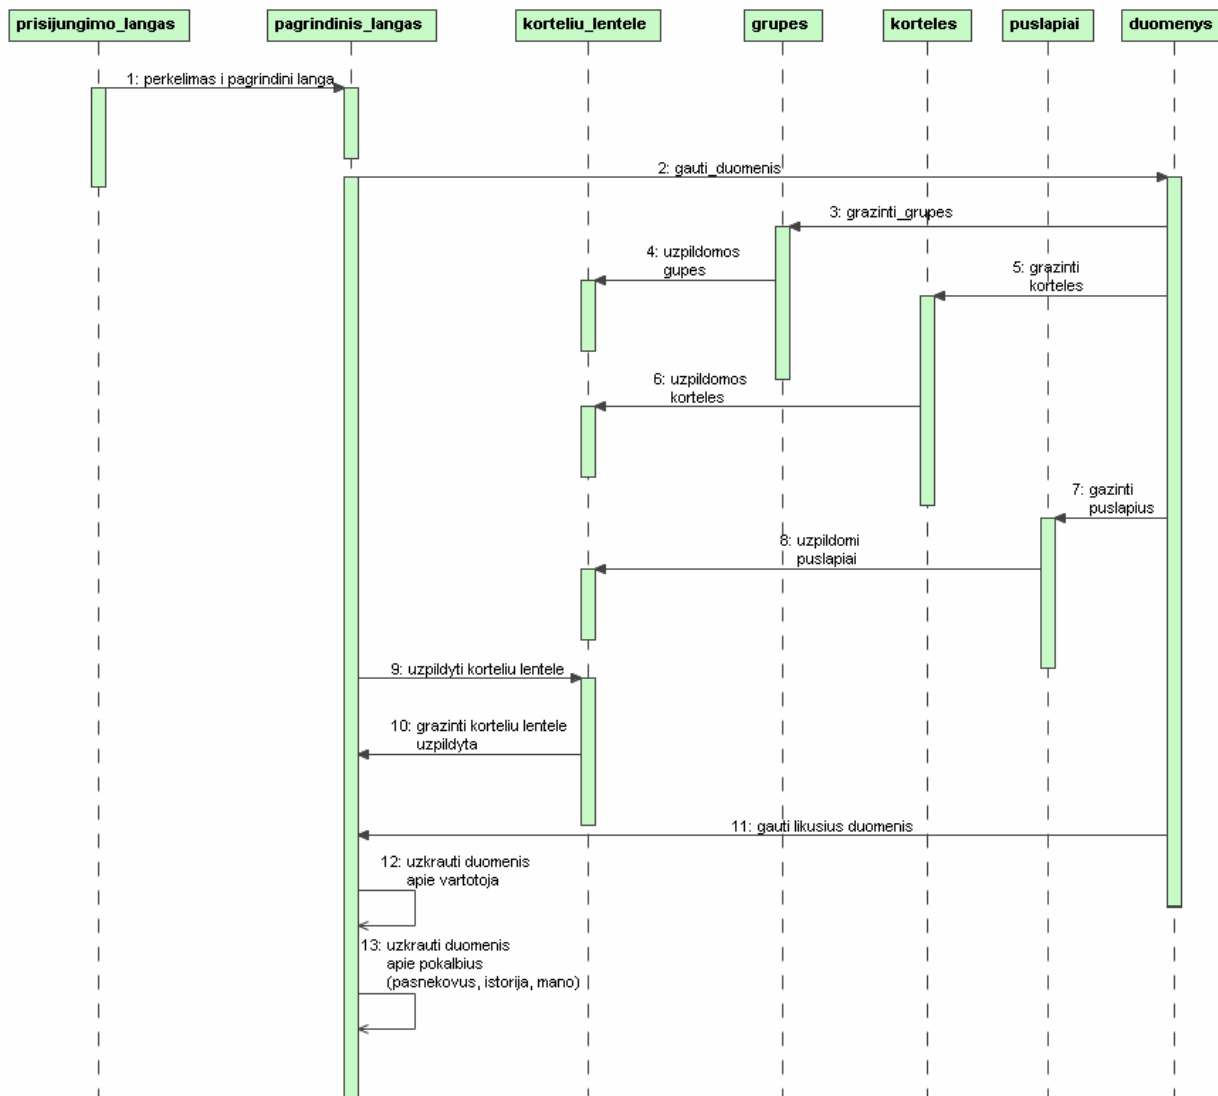 prisijungimo_langas
pagrindinis_langas
korteliu_lentele
grupes
korteles
puslapiai
duomenys
1: perkelimas i pagrindini langa
2: gauti_duomenis
3: grazinti_grupes
4: uzpildomos
gupes
5: grazinti
korteles
6: uzpildomos
korteles
7: gazinti
puslapius
8: uzpildomi
puslapiai
9: uzpildyti korteliu lentele
10: grazinti korteliu lentele
uzpildyta
11: gauti likusius duomenis
12: uzkrauti duomenis
apie vartotoja
13: uzkrauti duomenis
apie pokalbius
(pasnekovus, istorija, mano)